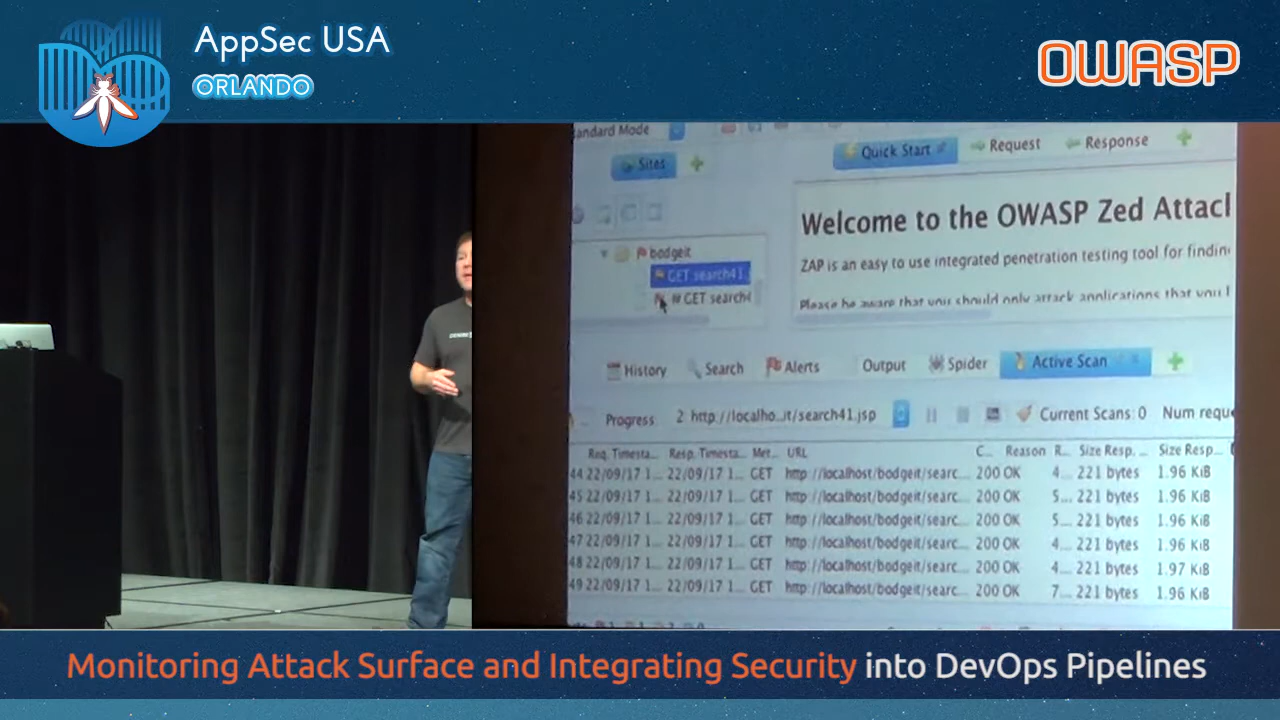 AppSec USA
ORLANDO
OWASP
Standard Mode
Sites
Quick Start
Request
Response
Welcome to the OWASP Zed Attack
ZAP is an easy to use integrated penetration testing tool for findin
Please be aware that you should only attack applications that you
bodgeit
GET search41.
GET search
History
Search
Alerts
Output
Spider
Active Scan
Progress: 2: http://localho...it/search41.jsp Current Scans: 0 Num reque
Req. Timesta... Resp. Timesta... Met... URL C... Reason R... Size Resp. ... Size Resp...
44 22/09/17 1... 22/09/17 1... GET http://localhost/bodgeit/searc... 200 OK 4... 221 bytes 1.96 KiB
45 22/09/17 1... 22/09/17 1... GET http://localhost/bodgeit/searc... 200 OK 5... 221 bytes 1.96 KiB
46 22/09/17 1... 22/09/17 1... GET http://localhost/bodgeit/searc... 200 OK 5... 221 bytes 1.96 KiB
47 22/09/17 1... 22/09/17 1... GET http://localhost/bodgeit/searc... 200 OK 4... 221 bytes 1.96 KiB
48 22/09/17 1... 22/09/17 1... GET http://localhost/bodgeit/searc... 200 OK 4... 221 bytes 1.97 KiB
49 22/09/17 1... 22/09/17 1... GET http://localhost/bodgeit/searc... 200 OK 7... 221 bytes 1.96 KiB
Monitoring Attack Surface and Integrating Security into DevOps Pipelines